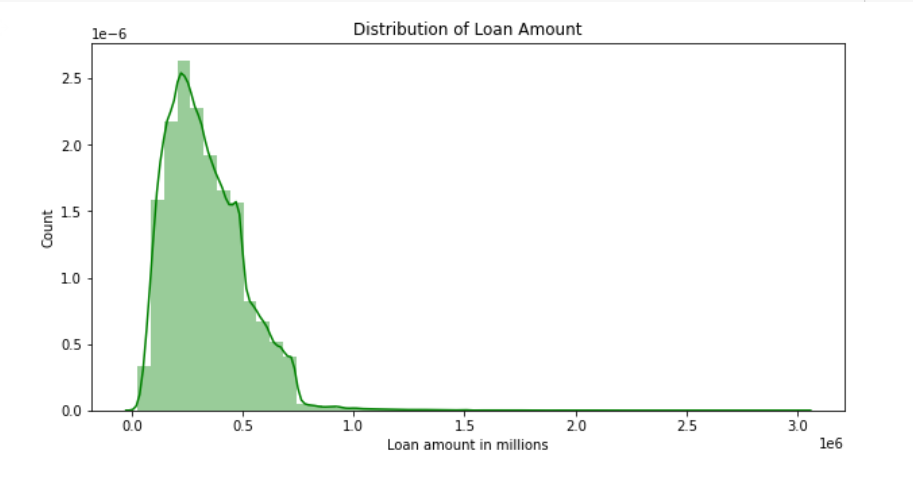 Distribution of Loan Amount
1e−6
2.5
2.0
1.5
1.0
0.5
0.0
Count
0.0 0.5 1.0 1.5 2.0 2.5 3.0
1e6
Loan amount in millions